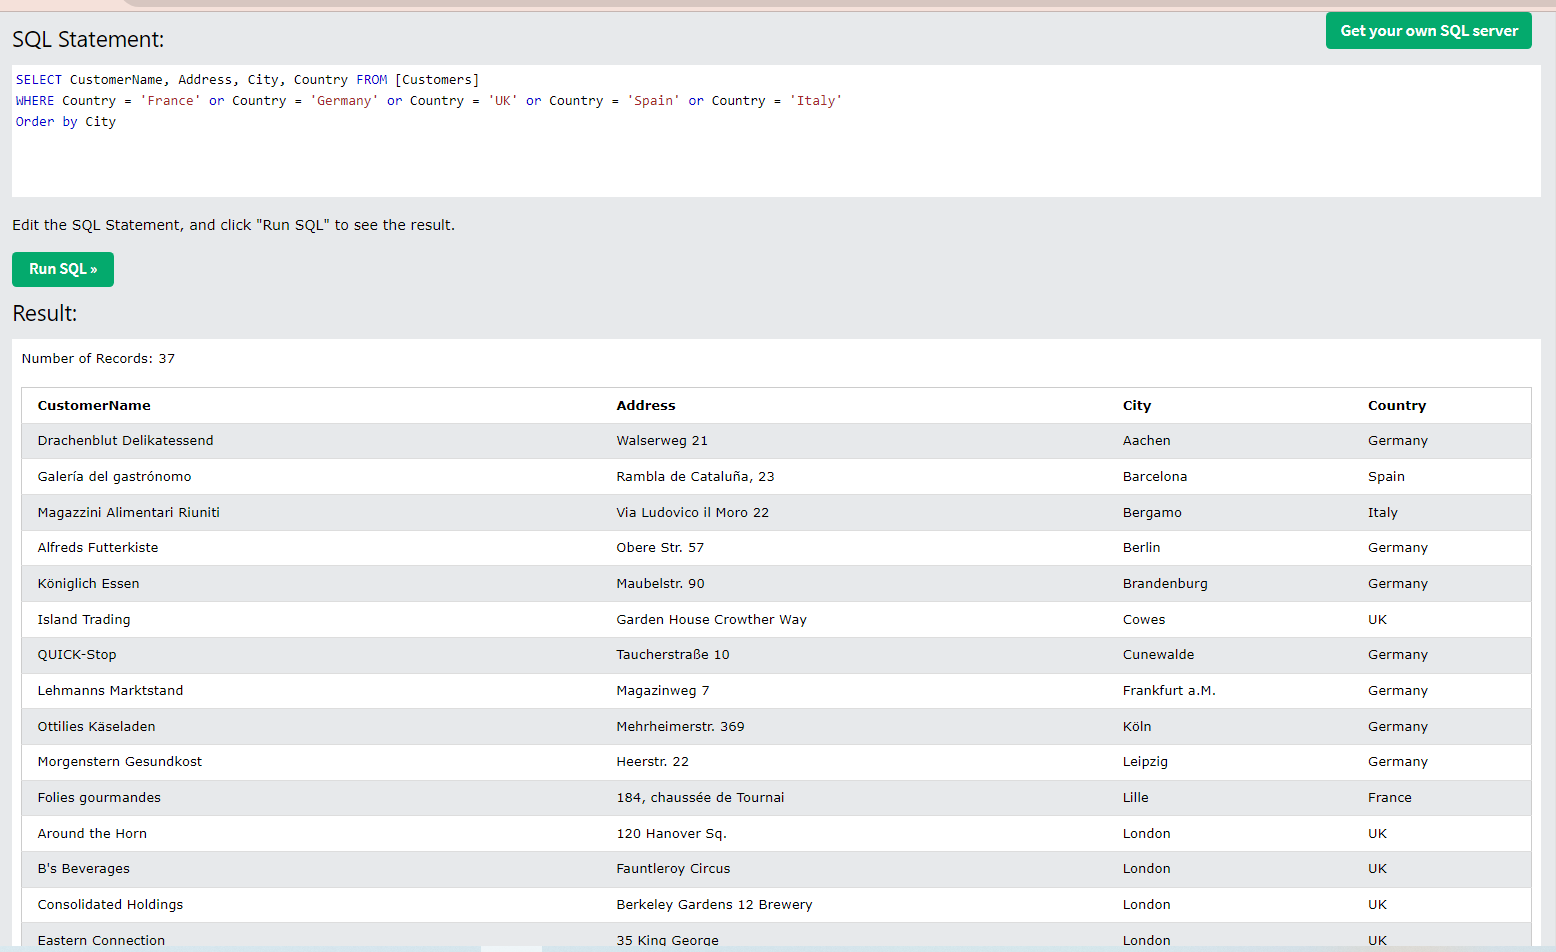 SQL Statement:
Get your own SQL server
SELECT CustomerName, Address, City, Country FROM [Customers]
WHERE Country = 'France' or Country = 'Germany' or Country = 'UK' or Country = 'Spain' or Country = 'Italy'
Order by City
Edit the SQL Statement, and click "Run SQL" to see the result.
Run SQL »
Result:
Number of Records: 37
CustomerName Address City Country
Drachenblut Delikatessend Walserweg 21 Aachen Germany
Galería del gastrónomo Rambla de Cataluña, 23 Barcelona Spain
Magazzini Alimentari Riuniti Via Ludovico il Moro 22 Bergamo Italy
Alfreds Futterkiste Obere Str. 57 Berlin Germany
Königlich Essen Maubelstr. 90 Brandenburg Germany
Island Trading Garden House Crowther Way Cowes UK
QUICK-Stop Taucherstraße 10 Cunewalde Germany
Lehmanns Marktstand Magazinweg 7 Frankfurt a.M. Germany
Ottilies Käseladen Mehrheimerstr. 369 Köln Germany
Morgenstern Gesundkost Heerstr. 22 Leipzig Germany
Folies gourmandes 184, chaussée de Tournai Lille France
Around the Horn 120 Hanover Sq. London UK
B's Beverages Fauntleroy Circus London UK
Consolidated Holdings Berkeley Gardens 12 Brewery London UK
Eastern Connection 35 King George London UK